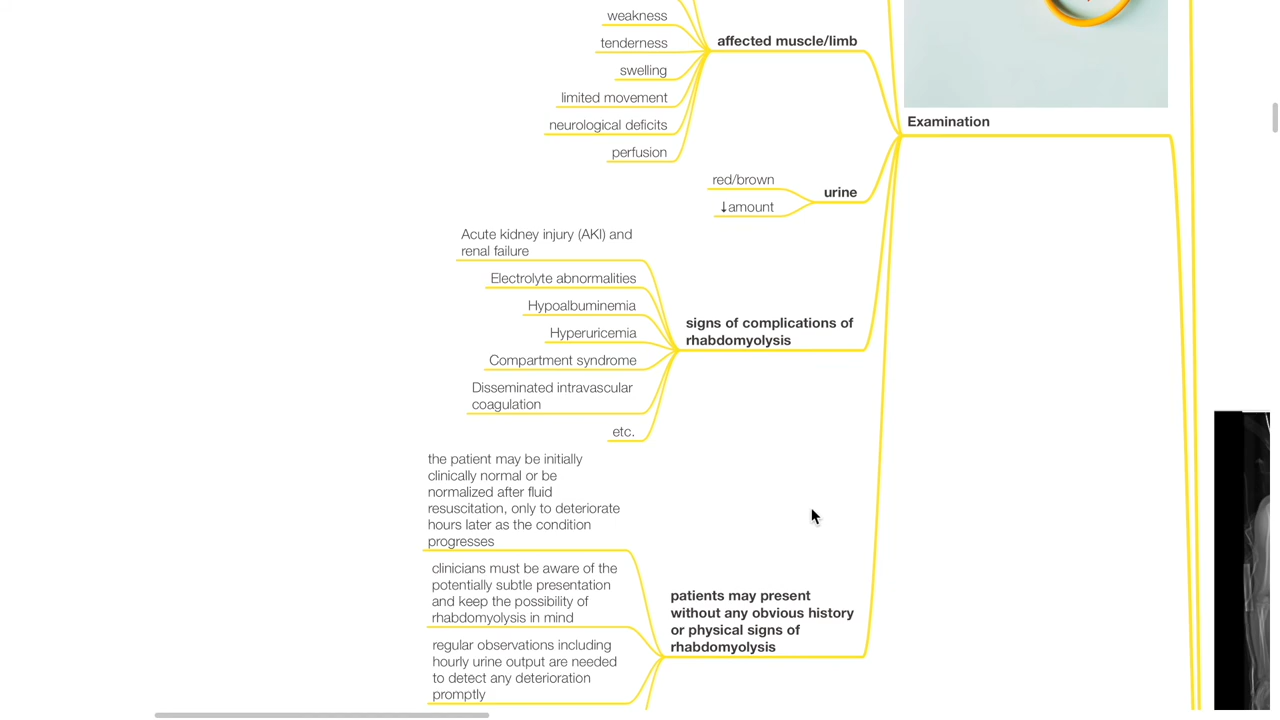 weakness
tenderness
swelling
limited movement
neurological deficits
perfusion
affected muscle/limb
Examination
red/brown
↓amount
urine
Acute kidney injury (AKI) and
renal failure
Electrolyte abnormalities
Hypoalbuminemia
Hyperuricemia
Compartment syndrome
Disseminated intravascular
coagulation
etc.
signs of complications of
rhabdomyolysis
the patient may be initially
clinically normal or be
normalized after fluid
resuscitation, only to deteriorate
hours later as the condition
progresses
clinicians must be aware of the
potentially subtle presentation
and keep the possibility of
rhabdomyolysis in mind
regular observations including
hourly urine output are needed
to detect any deterioration
promptly
patients may present
without any obvious history
or physical signs of
rhabdomyolysis